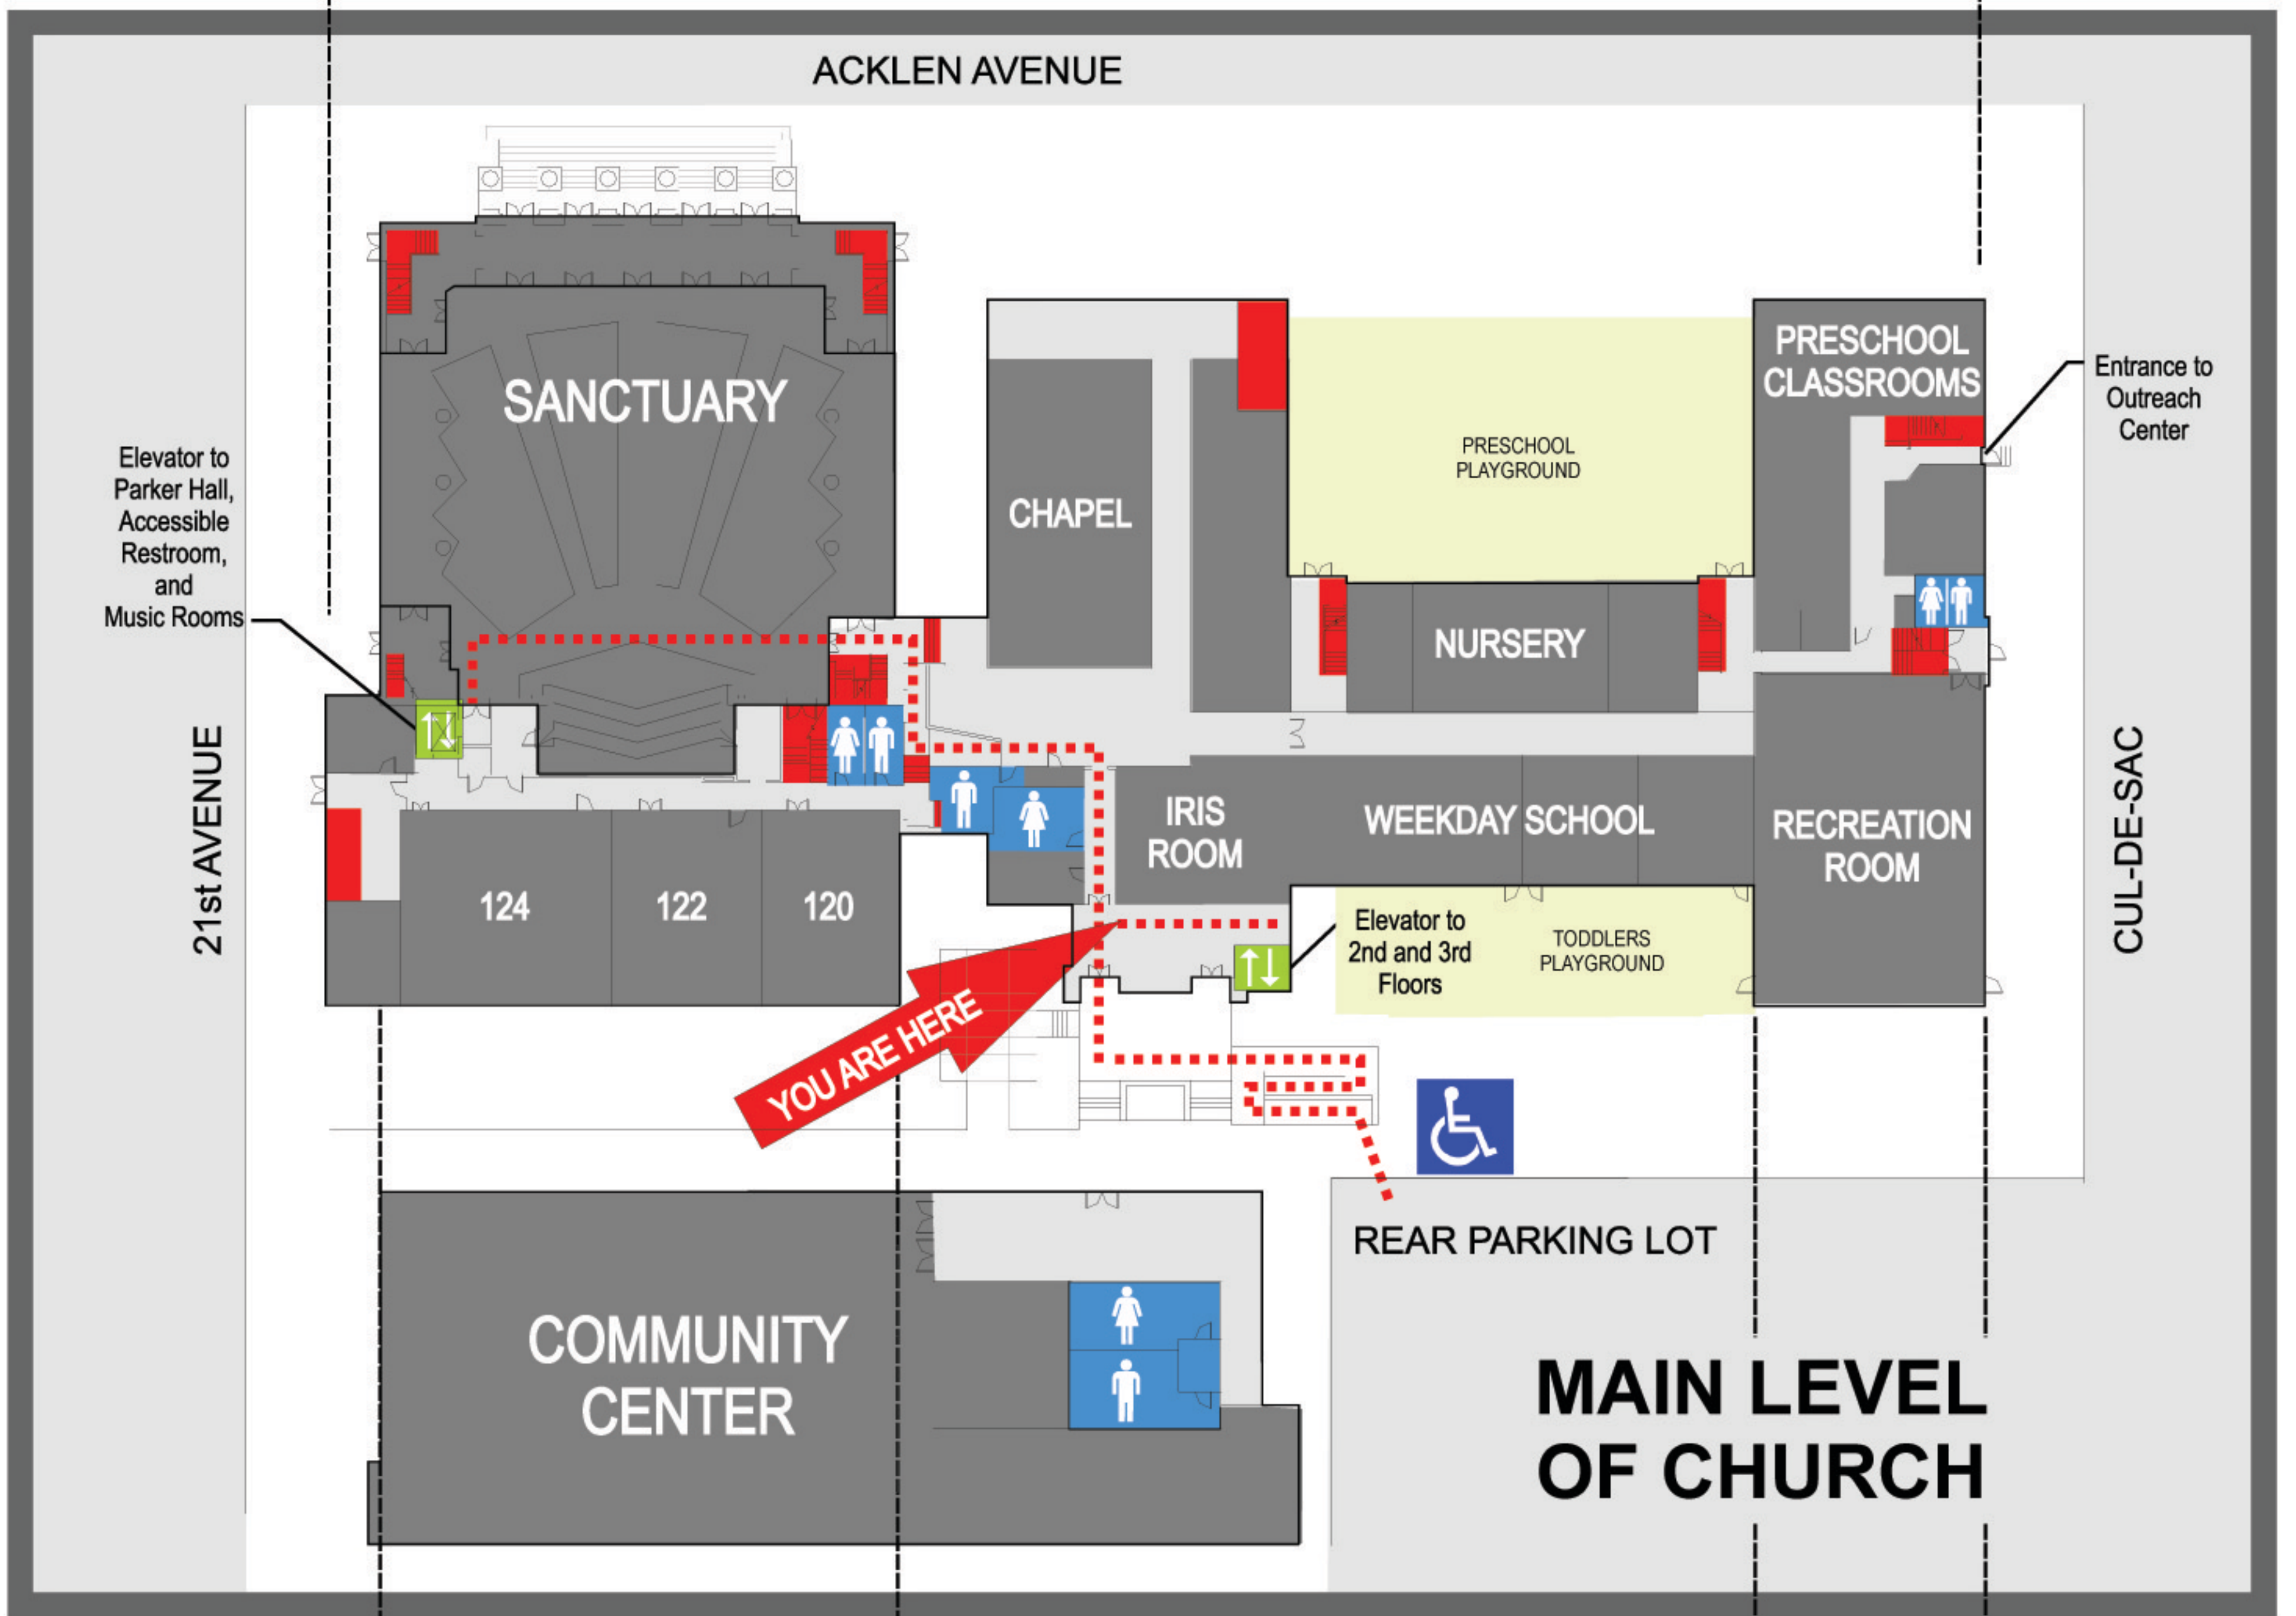 ACKLEN AVENUE
SANCTUARY
PRESCHOOL
CLASSROOMS
Entrance to
Outreach
Center
PRESCHOOL
PLAYGROUND
Elevator to
Parker Hall,
Accessible
Restroom,
and
Music Rooms
CHAPEL
NURSERY
21st AVENUE
IRIS
ROOM
WEEKDAY SCHOOL
RECREATION
ROOM
CUL-DE-SAC
124
122
120
Elevator to
2nd and 3rd
Floors
TODDLERS
PLAYGROUND
YOU ARE HERE
REAR PARKING LOT
COMMUNITY
CENTER
MAIN LEVEL
OF CHURCH